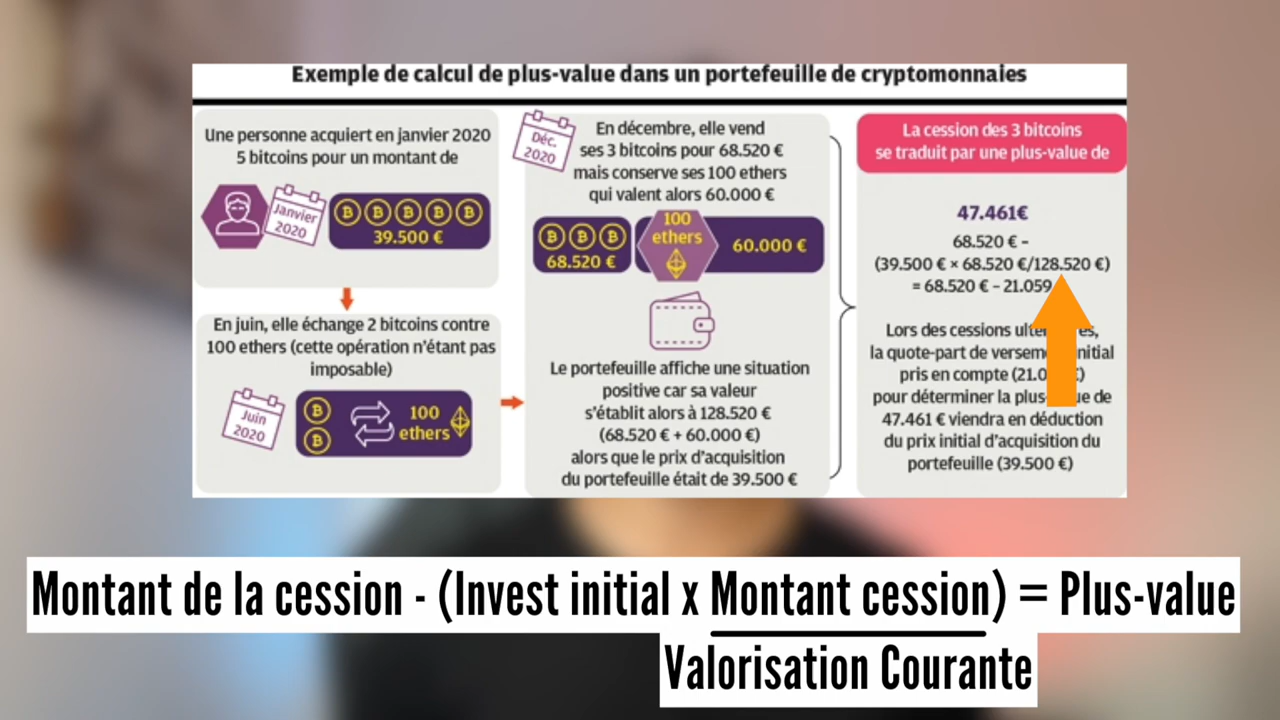 Exemple de calcul de plus-value dans un portefeuille de cryptomonnaies
Une personne acquiert en janvier 2020
5 bitcoins pour un montant de
Janvier
2020
39.500 €
En juin, elle échange 2 bitcoins contre
100 ethers (cette opération n'étant pas
imposable)
Juin
2020
100
ethers
Déc.
2020
En décembre, elle vend
ses 3 bitcoins pour 68.520 €
mais conserve ses 100 ethers
qui valent alors 60.000 €
68.520 €
100
ethers
60.000 €
Le portefeuille affiche une situation
positive car sa valeur
s'établit alors à 128.520 €
(68.520 € + 60.000 €)
alors que le prix d'acquisition
du portefeuille était de 39.500 €
La cession des 3 bitcoins
se traduit par une plus-value de
47.461€
68.520 € –
(39.500 € × 68.520 €/128.520 €)
= 68.520 € – 21.059
Lors des cessions
la quote-part de
pris en compte
pour déterminer la de
47.461 € viendra en déduction
du prix initial d'acquisition du
portefeuille (39.500 €)
Montant de la cession - (Invest initial x Montant cession) = Plus-value
Valorisation Courante